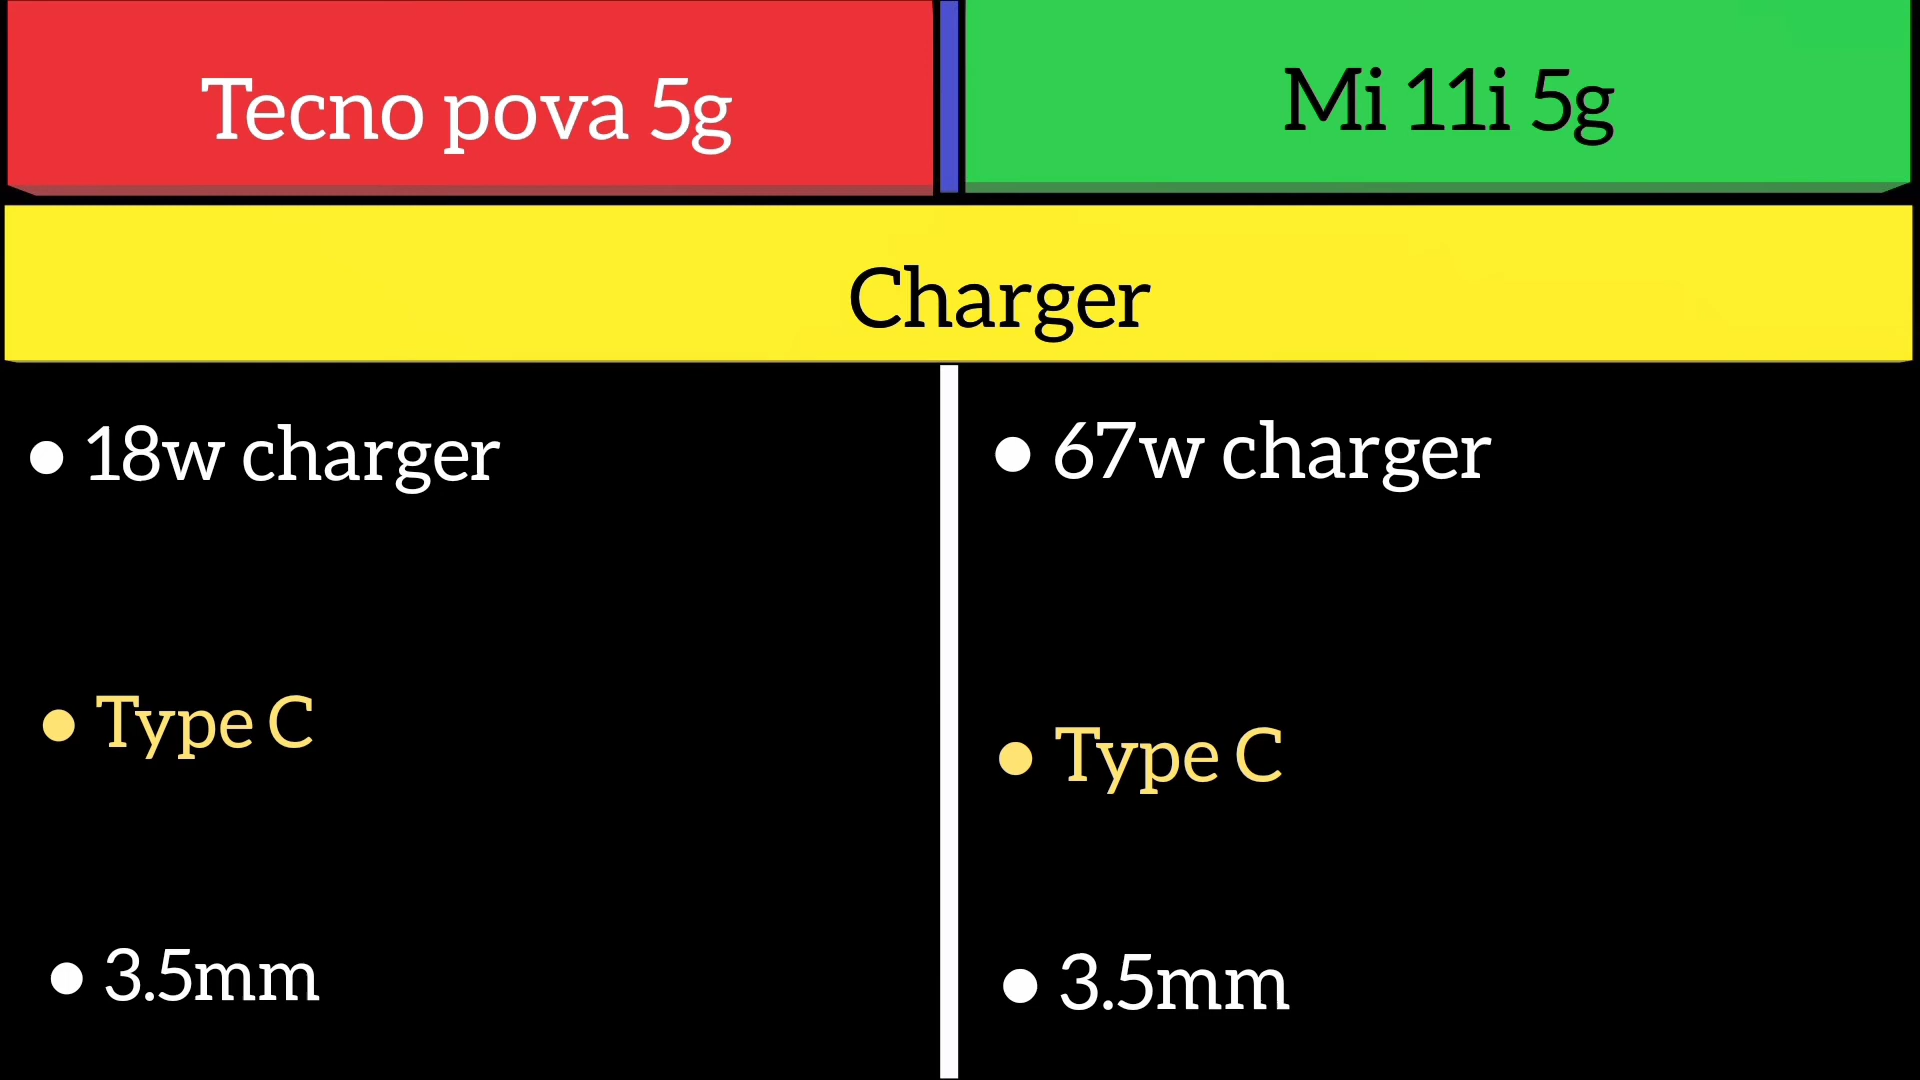 Tecno pova 5g
Mi 11i 5g
Charger
● 18w charger
● Type C
● 3.5mm
● 67w charger
● Type C
● 3.5mm